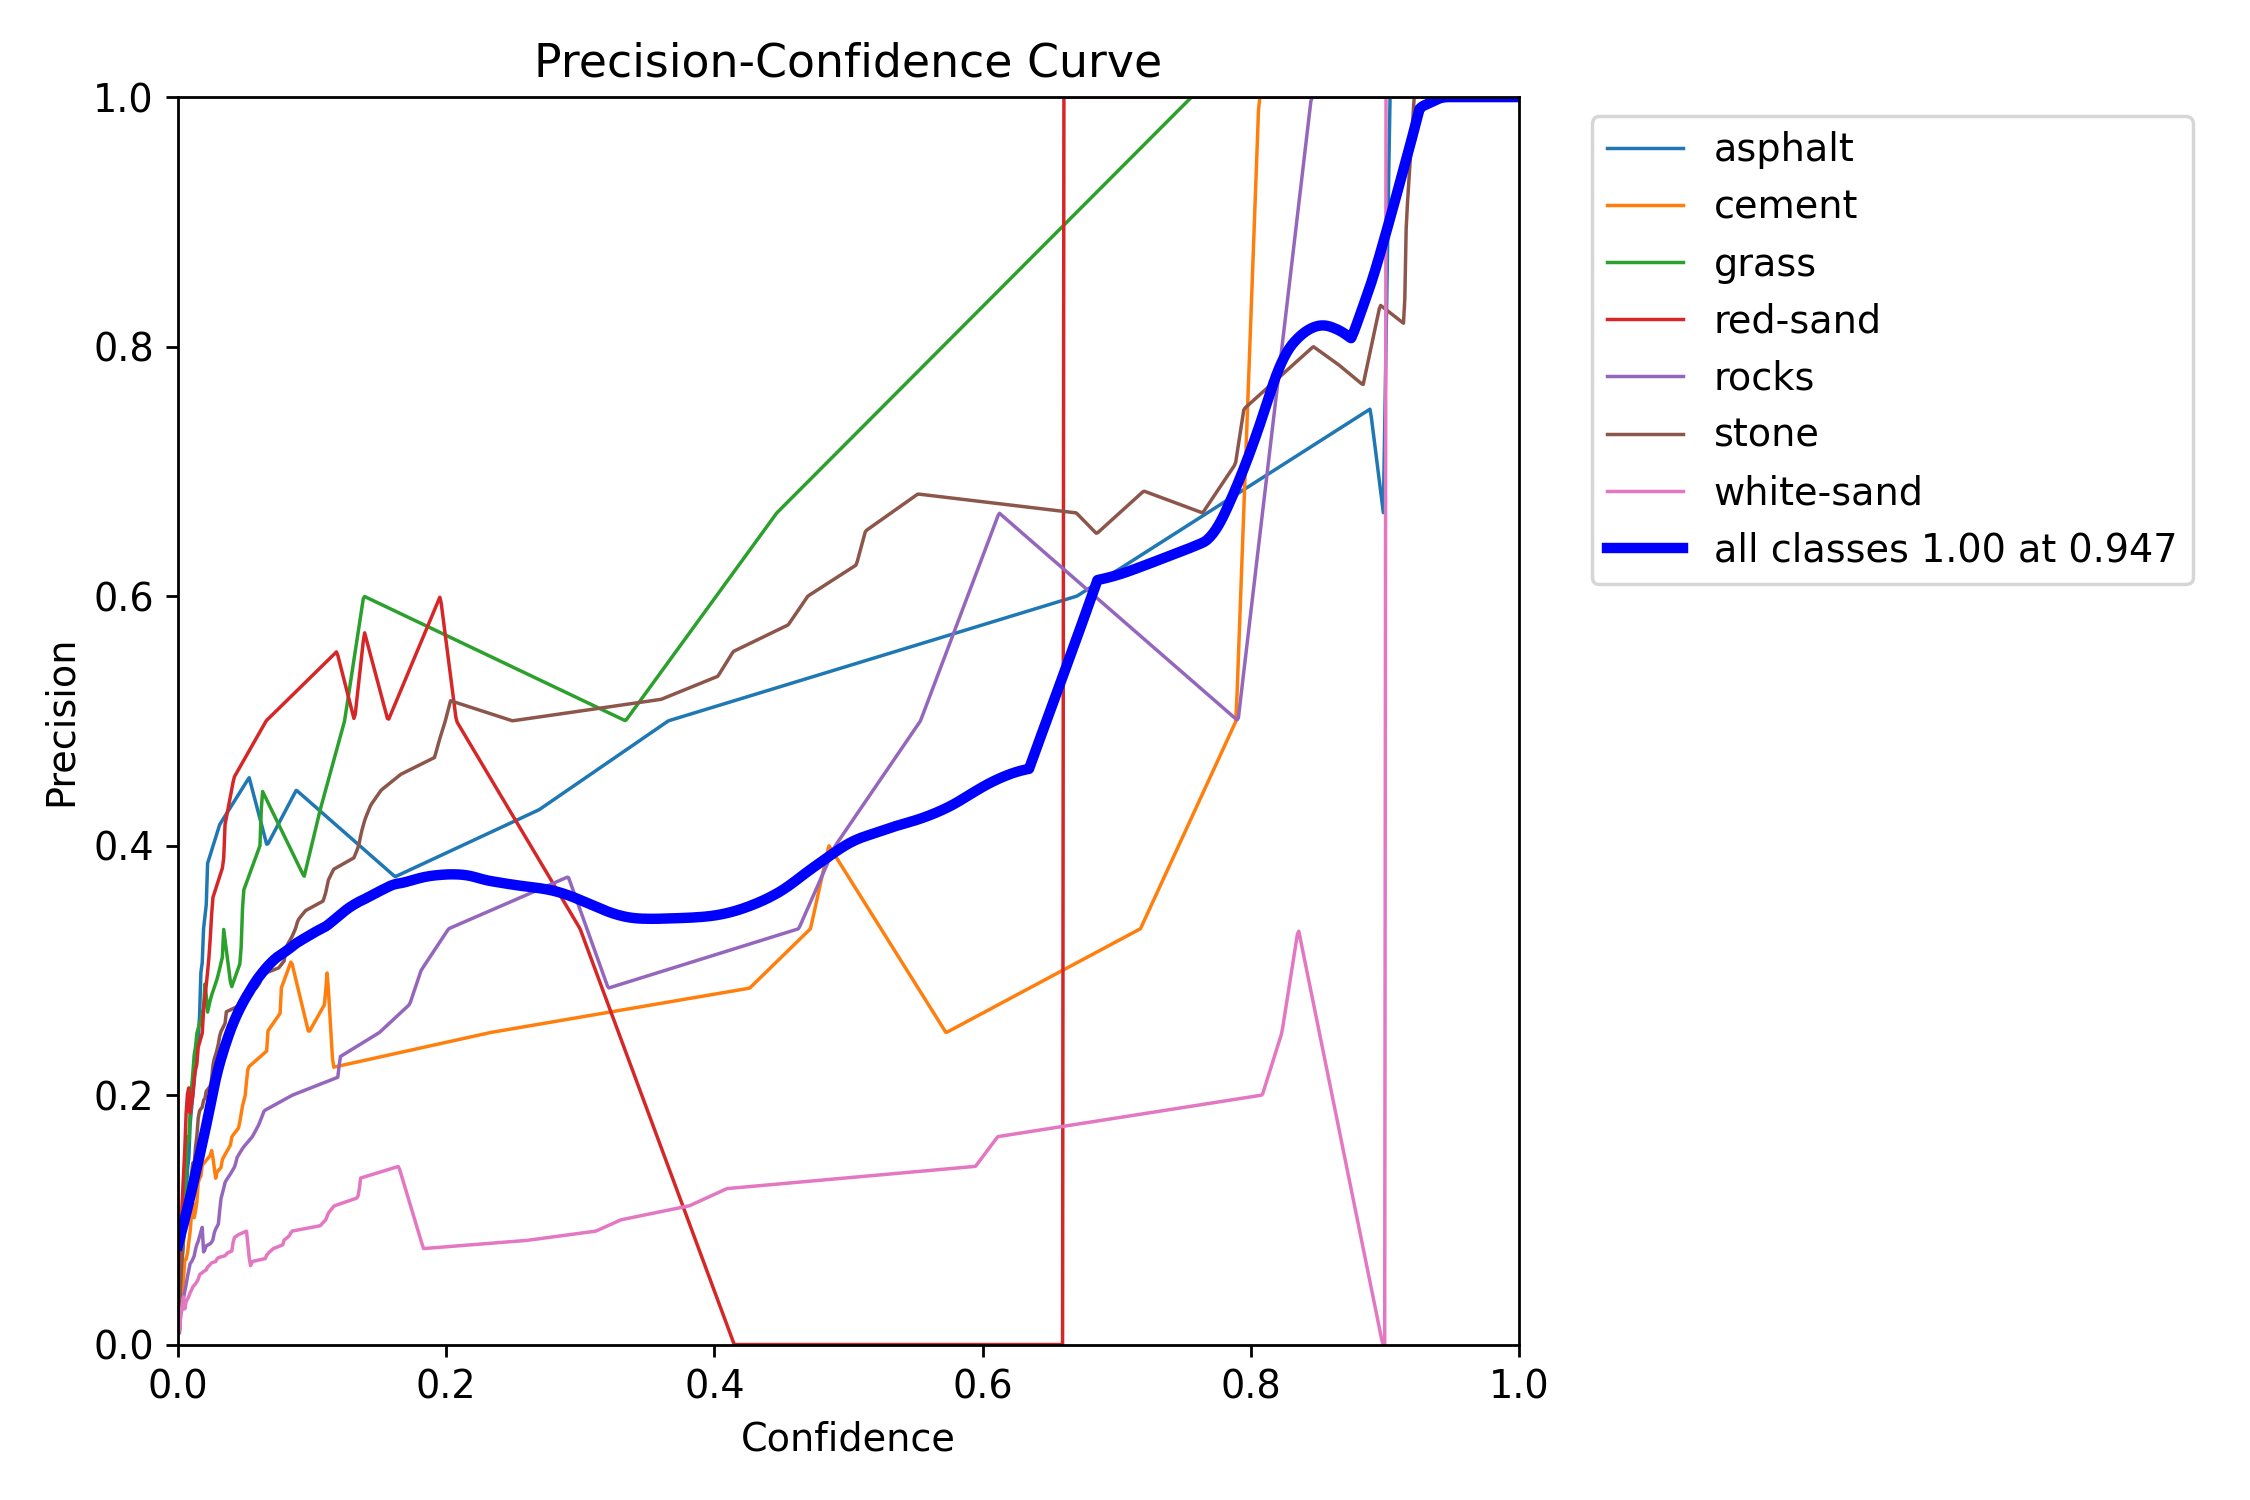 Precision-Confidence Curve
1.0
0.8
0.6
0.4
0.2
0.0
Precision
0.0 0.2 0.4 0.6 0.8 1.0
Confidence
asphalt
cement
grass
red-sand
rocks
stone
white-sand
all classes 1.00 at 0.947